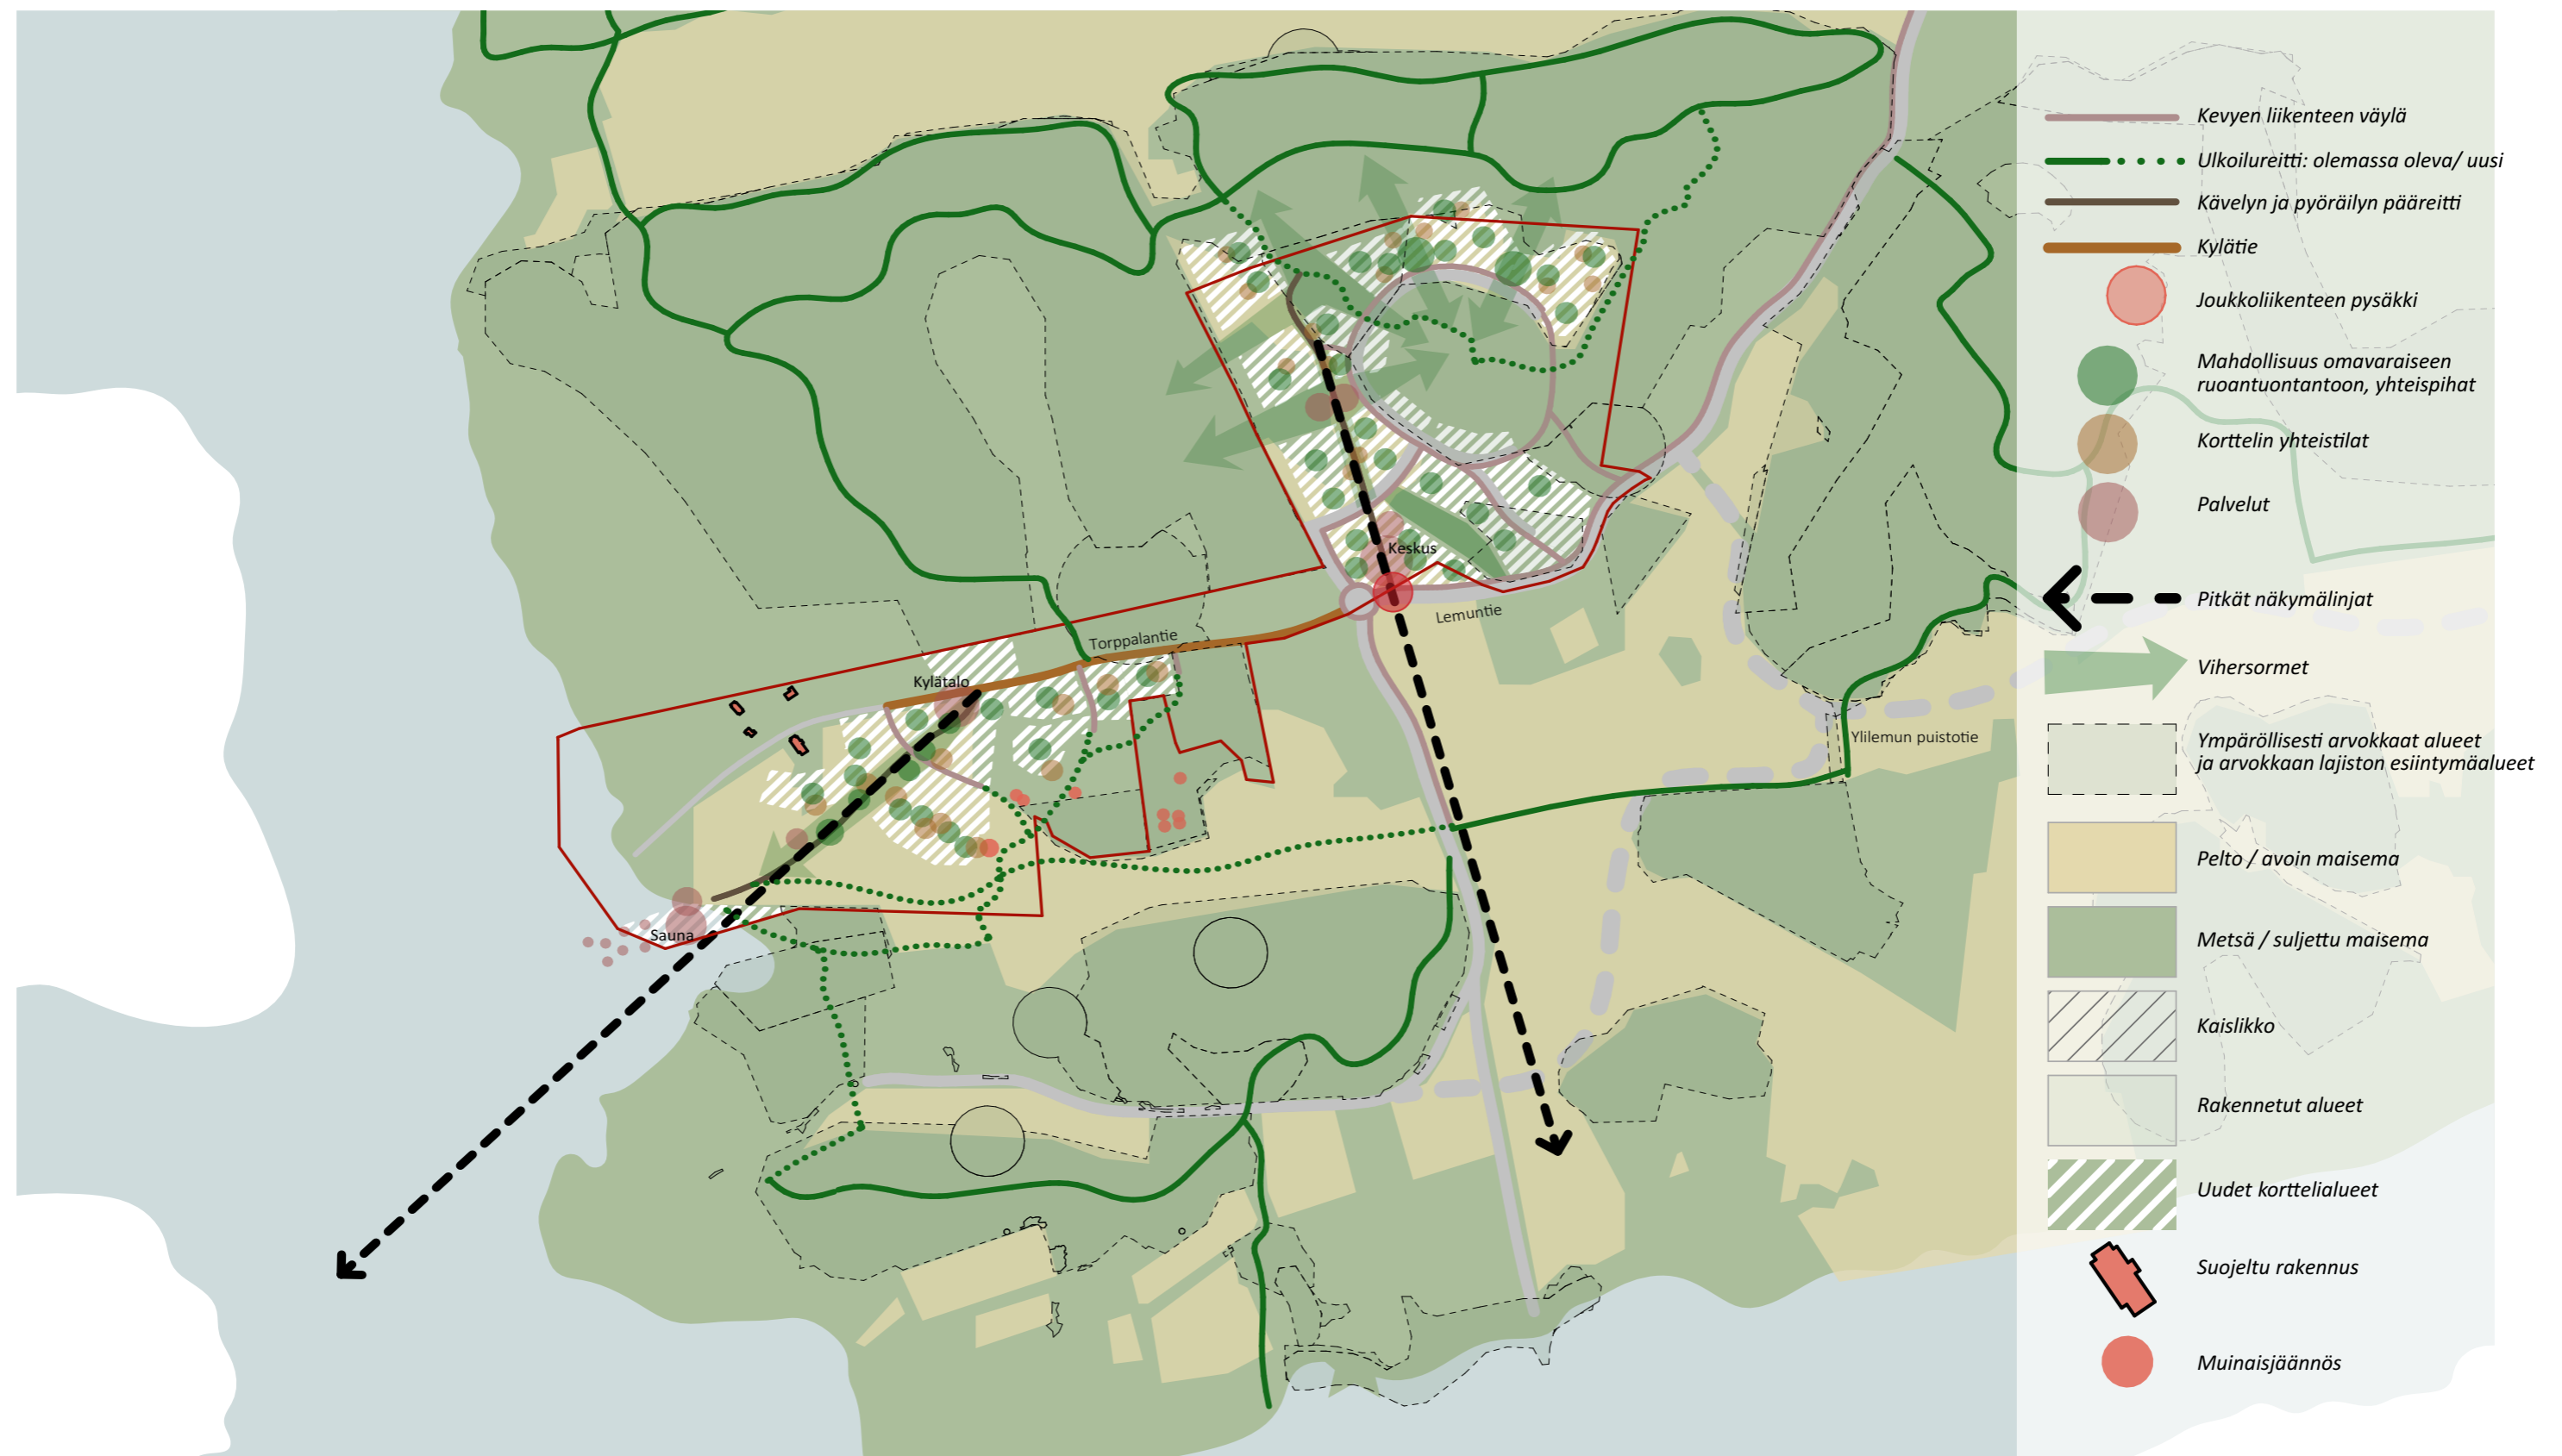 Kevyen liikenteen väylä
Ulkoilureitti: olemassa oleva/ uusi
Kävelyn ja pyöräilyn pääreitti
Kylätie
Joukkoliikenteen pysäkki
Mahdollisuus omavaraiseen
ruoantuontantoon, yhteispihat
Korttelin yhteistilat
Palvelut
Pitkät näkymälinjat
Vihersormet
Ympäröllisesti arvokkaat alueet
ja arvokkaan lajiston esiintymäalueet
Pelto / avoin maisema
Metsä / suljettu maisema
Kaislikko
Rakennetut alueet
Uudet korttelialueet
Suojeltu rakennus
Muinaisjäännös
Keskus
Lemuntie
Torppalantie
Kylätalo
Ylilemun puistotie
Sauna